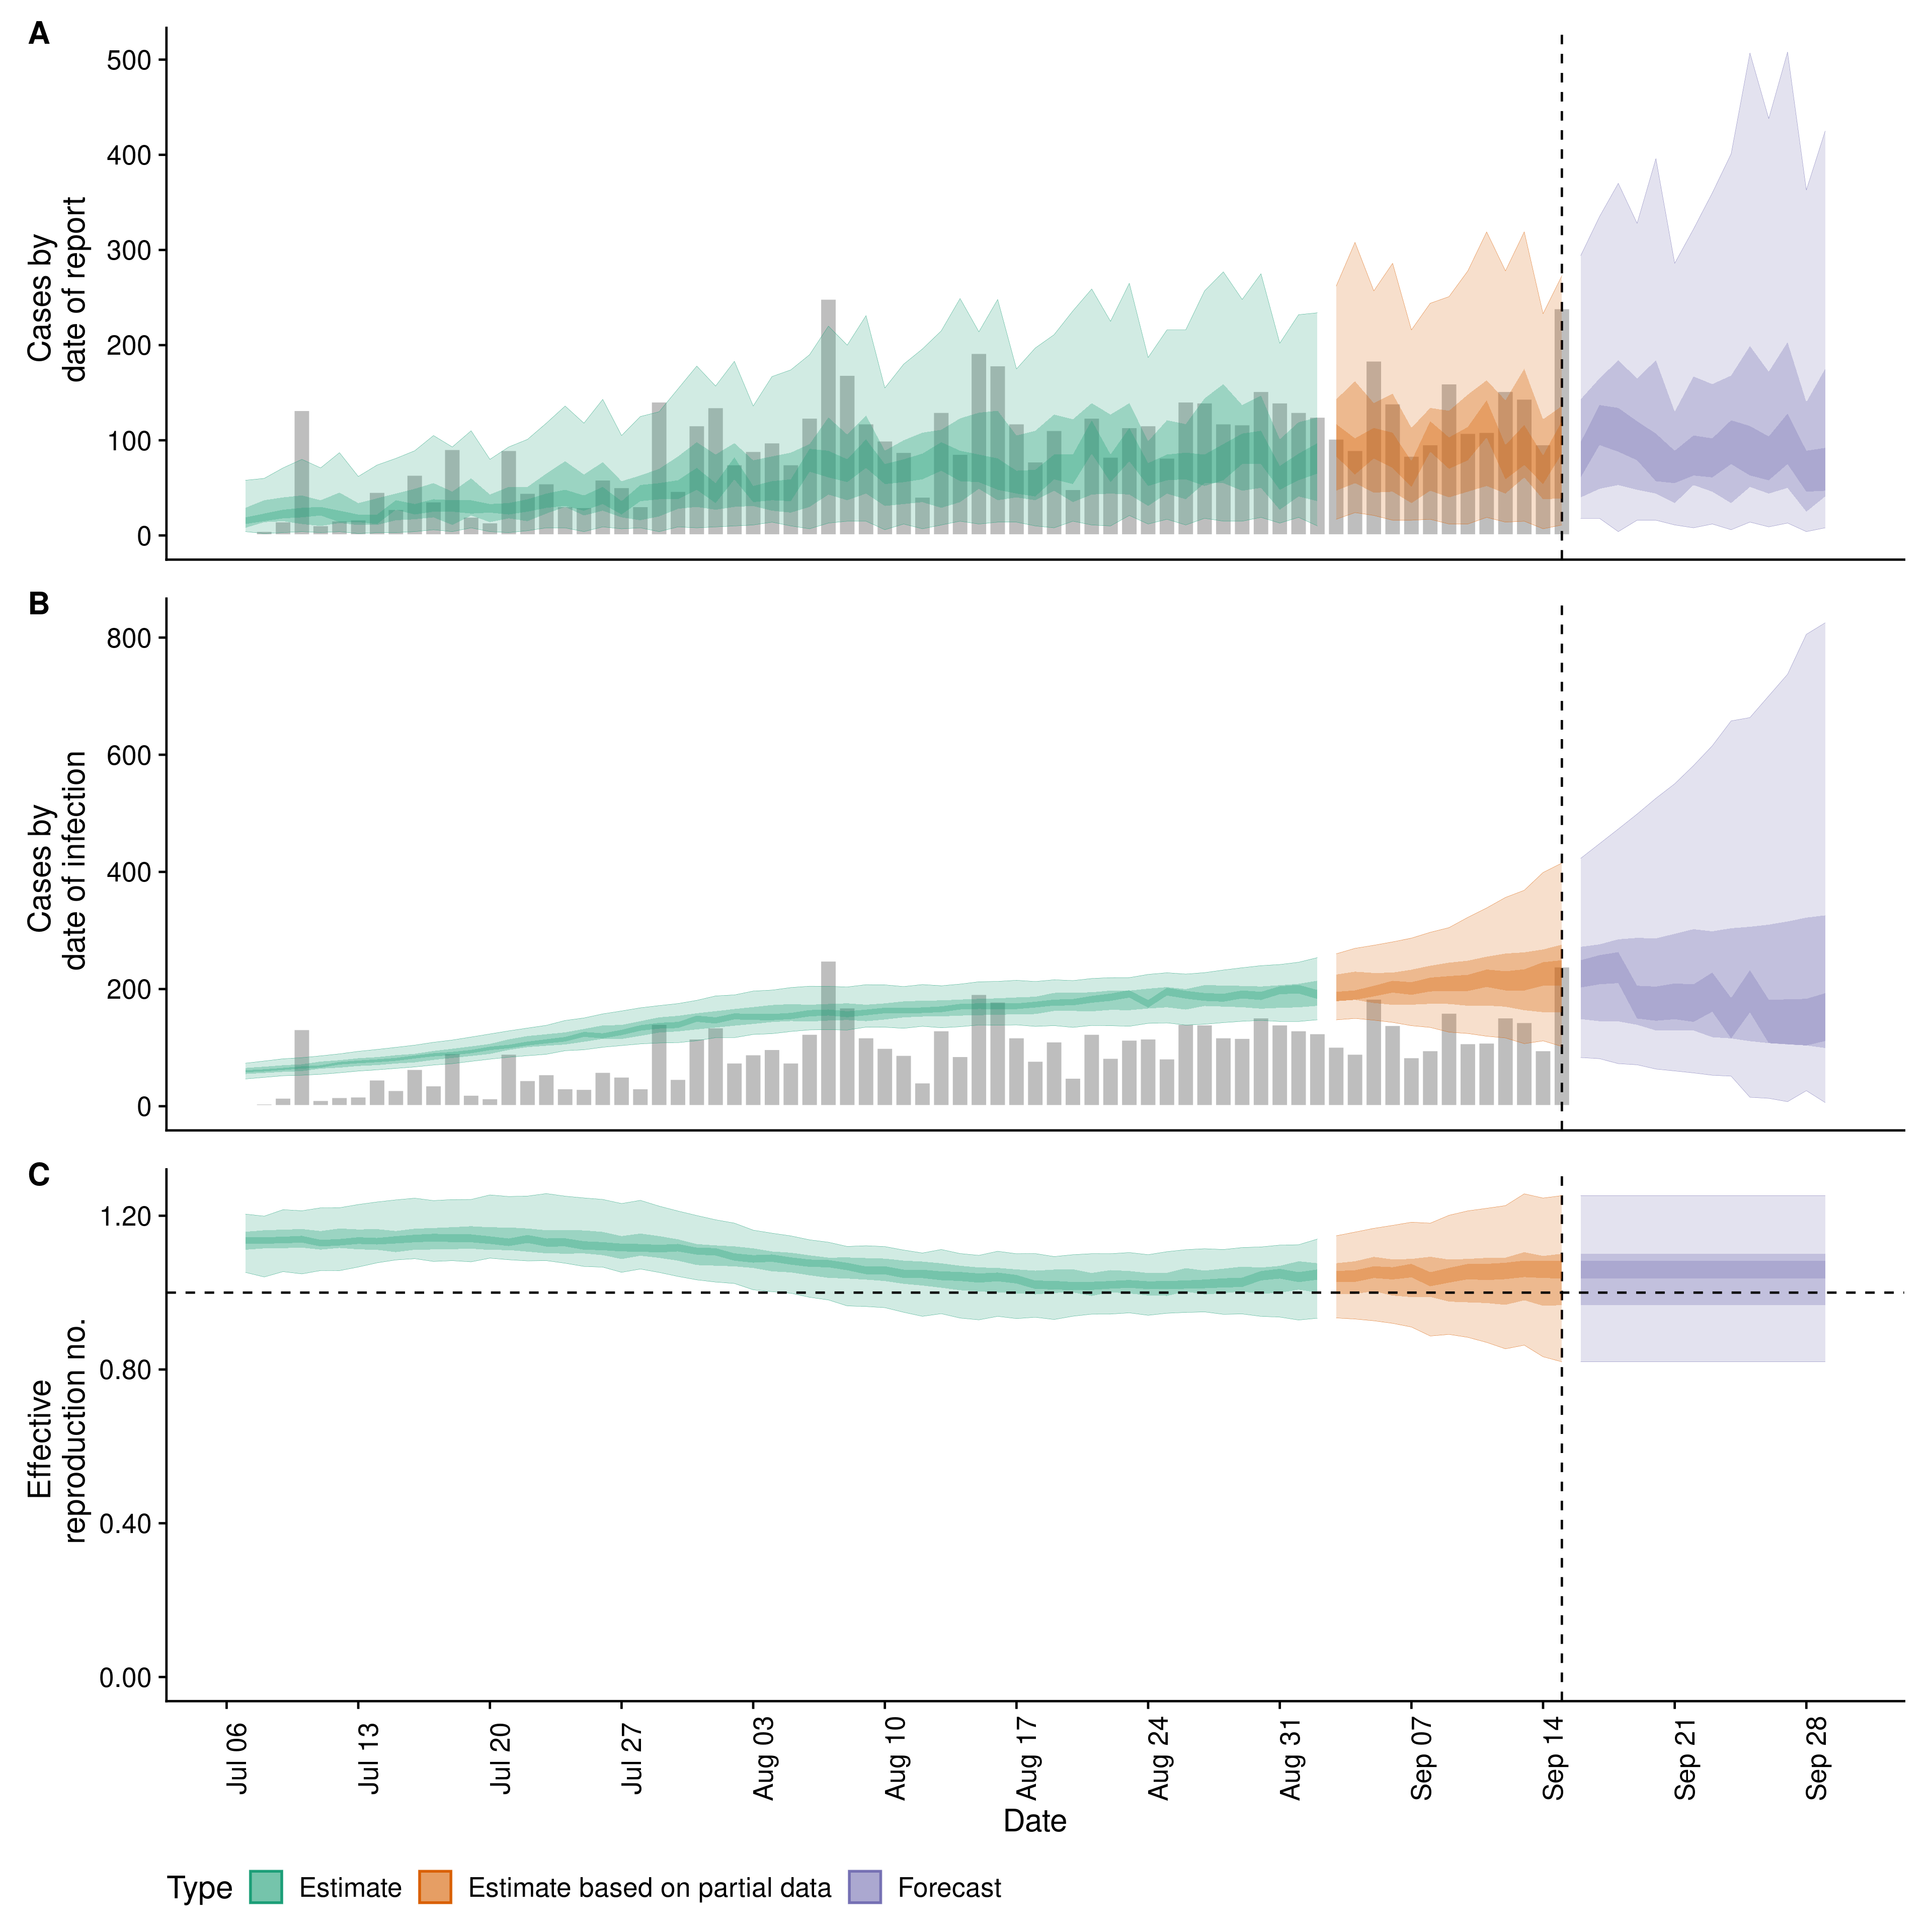 A
500
400
300
200
100
0
Cases by
date of report
B
800
600
400
200
0
Cases by
date of infection
C
1.20
0.80
0.40
0.00
Effective
reproduction no.
Jul 06
Jul 13
Jul 20
Jul 27
Aug 03
Aug 10
Aug 17
Aug 24
Aug 31
Sep 07
Sep 14
Sep 21
Sep 28
Date
Type Estimate Estimate based on partial data Forecast